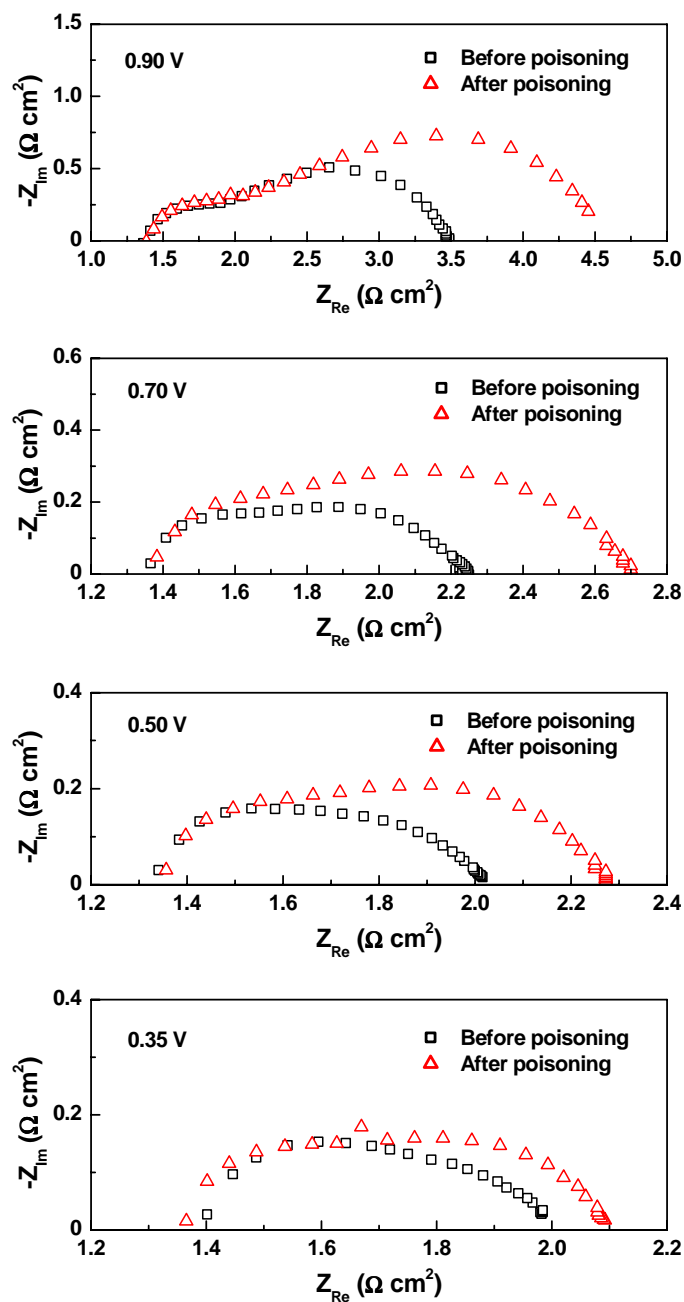 1.5
0.90 V
Before poisoning
After poisoning
1.0
0.5
0
-Z_Im (Ω cm²)
1.0 1.5 2.0 2.5 3.0 3.5 4.0 4.5 5.0
Z_Re (Ω cm²)
0.6
0.70 V
Before poisoning
After poisoning
0.4
0.2
0
-Z_Im (Ω cm²)
1.2 1.4 1.6 1.8 2.0 2.2 2.4 2.6 2.8
Z_Re (Ω cm²)
0.4
0.50 V
Before poisoning
After poisoning
0.2
0
-Z_Im (Ω cm²)
1.2 1.4 1.6 1.8 2.0 2.2 2.4
Z_Re (Ω cm²)
0.4
0.35 V
Before poisoning
After poisoning
0.2
0
-Z_Im (Ω cm²)
1.2 1.4 1.6 1.8 2.0 2.2
Z_Re (Ω cm²)